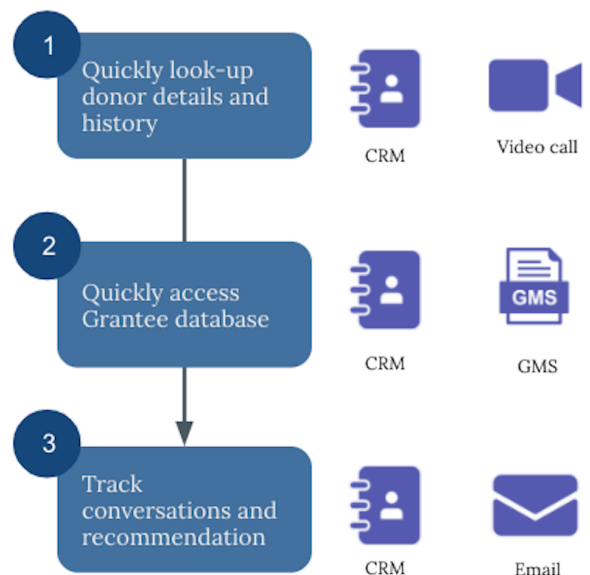 1
Quickly look-up
donor details and
history
CRM
Video call
2
Quickly access
Grantee database
CRM
GMS
GMS
3
Track
conversations and
recommendation
CRM
Email